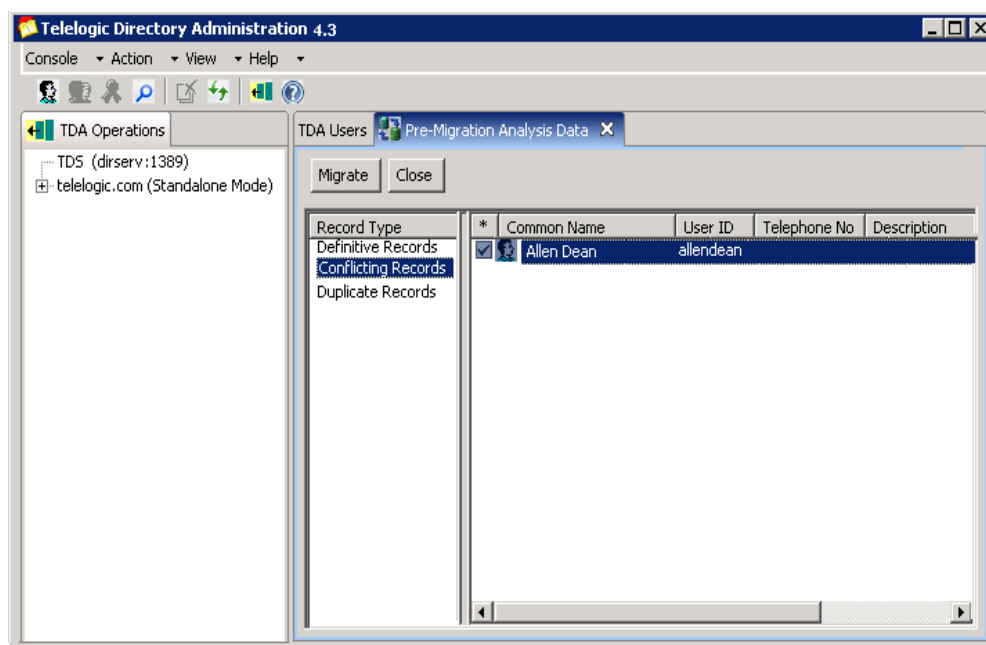 Telelogic Directory Administration 4.3
Console Action View Help
TDA Operations
TDS (dirserv:1389)
telelogic.com (Standalone Mode)
TDA Users Pre-Migration Analysis Data
Migrate Close
Record Type
Definitive Records
Conflicting Records
Duplicate Records
* Common Name User ID Telephone No Description
Allen Dean allendean